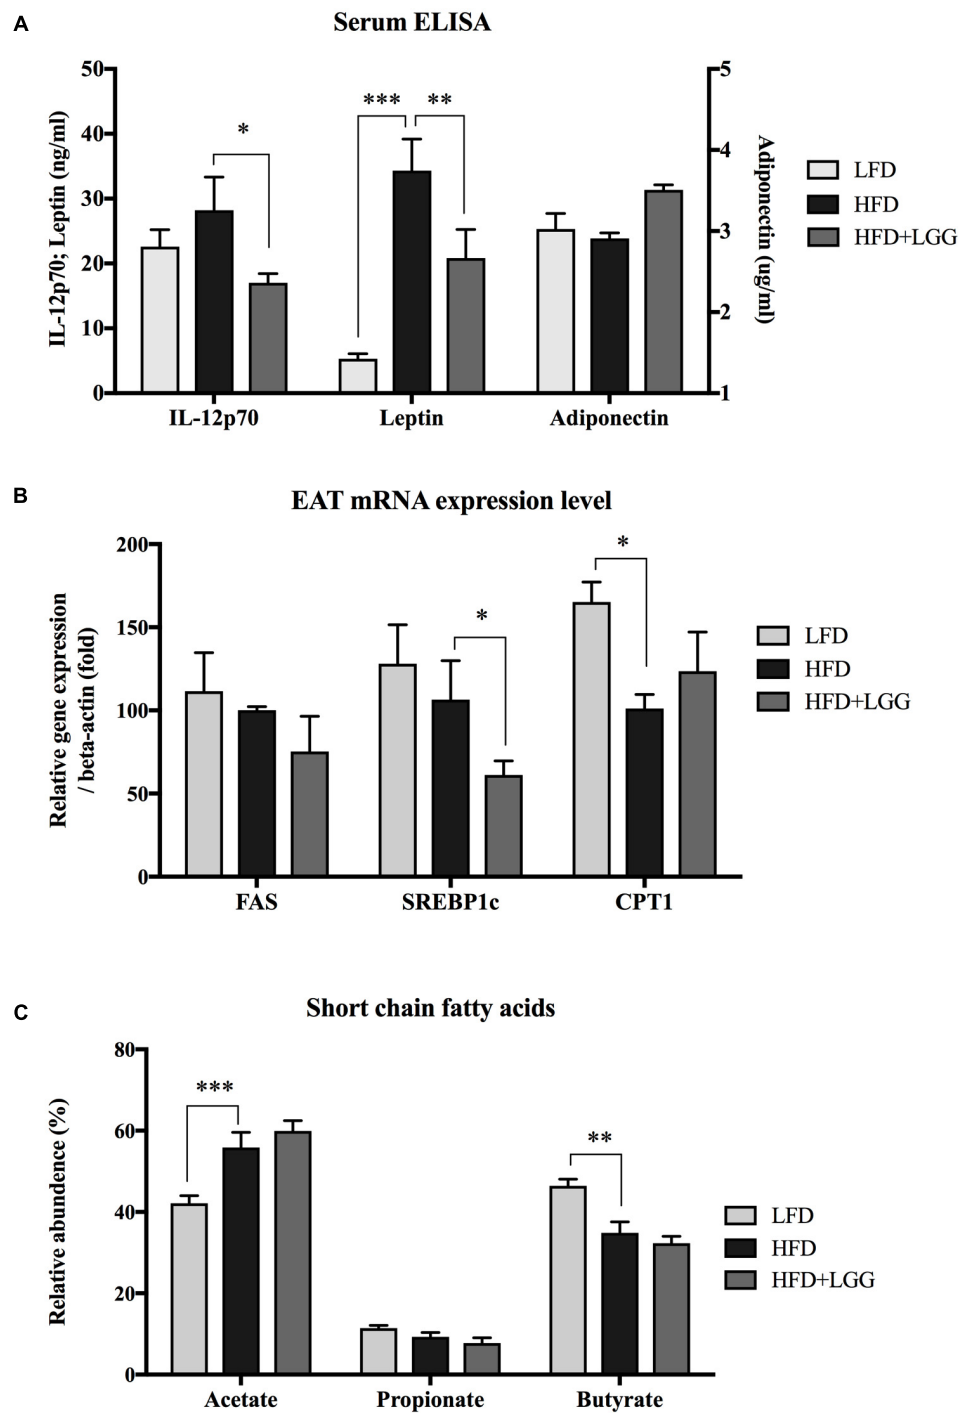 A
Serum ELISA
IL-12p70; Leptin (ng/ml)
50
40
30
20
10
0
*
***
**
5
4
3
2
1
Adiponectin (ug/ml)
LFD
HFD
HFD+LGG
IL-12p70
Leptin
Adiponectin
B
EAT mRNA expression level
Relative gene expression
/ beta-actin (fold)
200
150
100
50
0
*
*
LFD
HFD
HFD+LGG
FAS
SREBP1c
CPT1
C
Short chain fatty acids
Relative abundence (%)
80
60
40
20
0
***
**
LFD
HFD
HFD+LGG
Acetate
Propionate
Butyrate